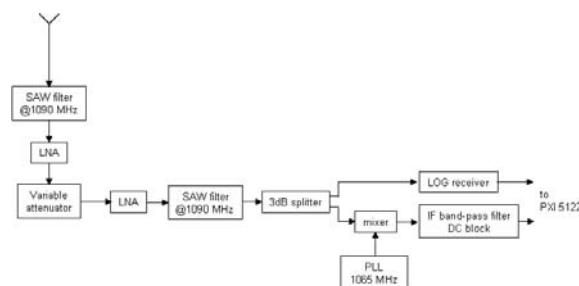 SAW filter
@1090 MHz
LNA
Variable
attenuator
LNA
SAW filter
@1090 MHz
3dB splitter
LOG receiver
mixer
IF band-pass filter
DC block
PLL
1065 MHz
to
PXI 5122